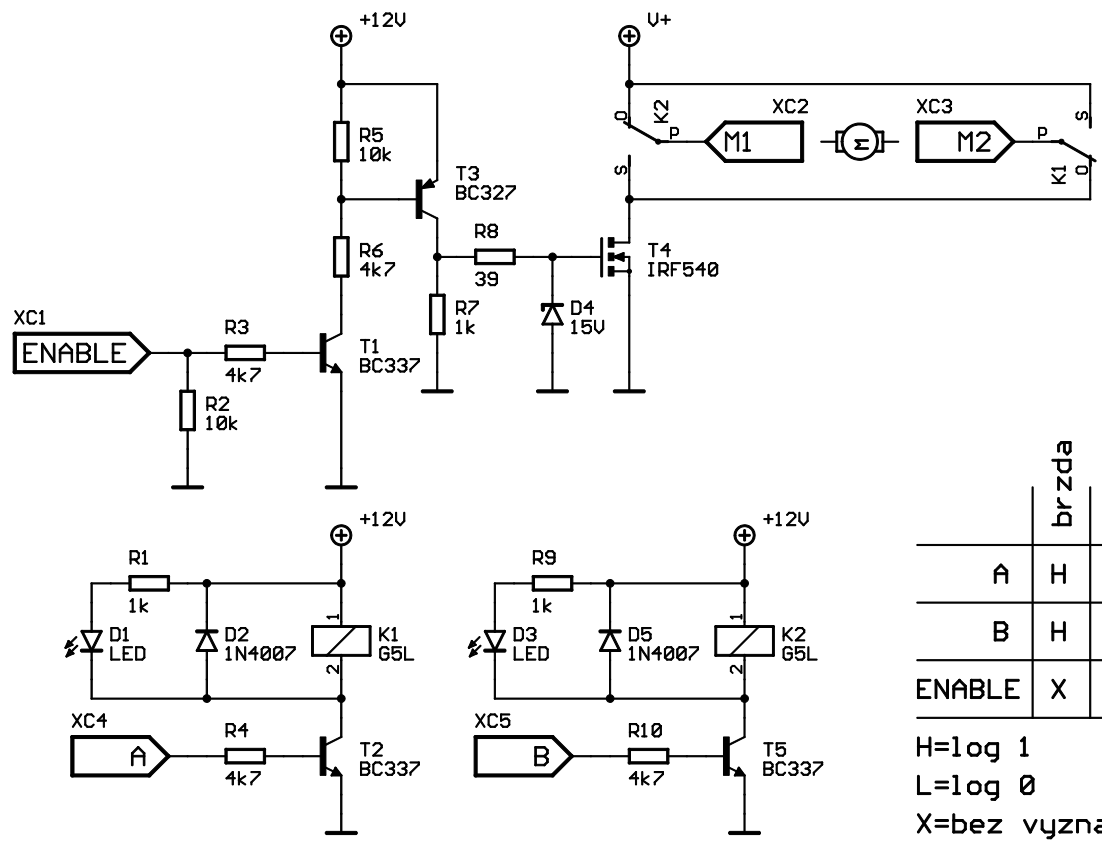 +12V
V+
R5
10k
T3
BC327
R6
4k7
R8
39
R7
1k
D4
15V
T4
IRF540
O
K2
P
S
XC2
M1
M
XC3
M2
P
S
K1
O
XC1
ENABLE
R3
4k7
R2
10k
T1
BC337
+12V
R1
1k
D1
LED
D2
1N4007
1
2
K1
G5L
XC4
A
R4
4k7
T2
BC337
+12V
R9
1k
D3
LED
D5
1N4007
1
2
K2
G5L
XC5
B
R10
4k7
T5
BC337
brzda
A H
B H
ENABLE X
H=log 1
L=log 0
X=bez